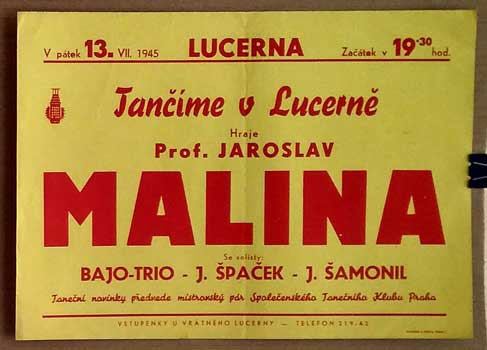 V pátek 13. VII. 1945 LUCERNA Začátek v 19·30 hod.
Tančíme v Lucerně
Hraje
Prof. JAROSLAV
MALINA
Se solisty:
BAJO-TRIO - J. ŠPAČEK - J. ŠAMONIL
Taneční novinky předvede mistrovský pár Společenského Tanečního Klubu Praha
VSTUPENKY U VRÁTNÉHO LUCERNY — TELEFON 219-42